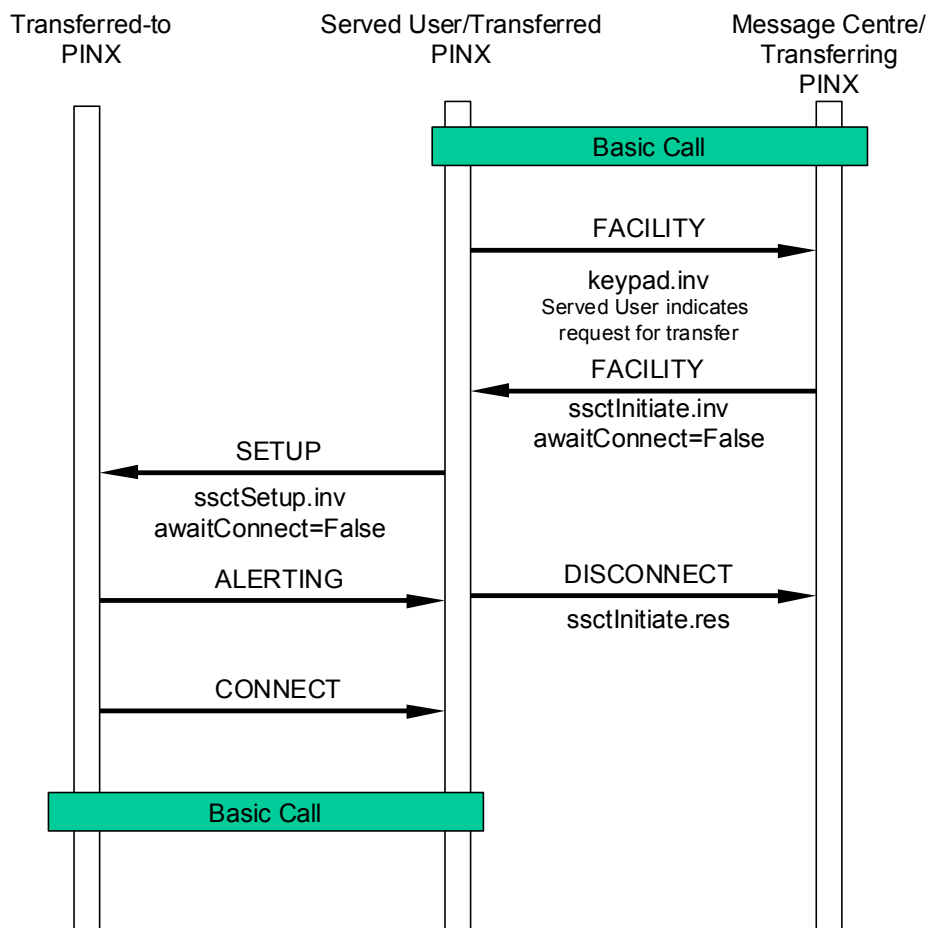 Transferred-to
PINX
Served User/Transferred
PINX
Message Centre/
Transferring
PINX
Basic Call
FACILITY
keypad.inv
Served User indicates
request for transfer
FACILITY
ssctInitiate.inv
awaitConnect=False
SETUP
ssctSetup.inv
awaitConnect=False
ALERTING
DISCONNECT
ssctInitiate.res
CONNECT
Basic Call